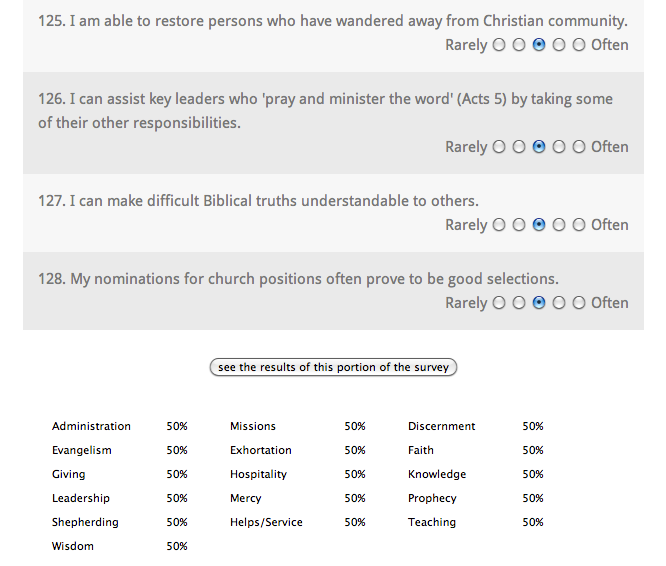 125. I am able to restore persons who have wandered away from Christian community.
Rarely Often
126. I can assist key leaders who 'pray and minister the word' (Acts 5) by taking some
of their other responsibilities.
Rarely Often
127. I can make difficult Biblical truths understandable to others.
Rarely Often
128. My nominations for church positions often prove to be good selections.
Rarely Often
see the results of this portion of the survey
Administration 50% Missions 50% Discernment 50%
Evangelism 50% Exhortation 50% Faith 50%
Giving 50% Hospitality 50% Knowledge 50%
Leadership 50% Mercy 50% Prophecy 50%
Shepherding 50% Helps/Service 50% Teaching 50%
Wisdom 50%